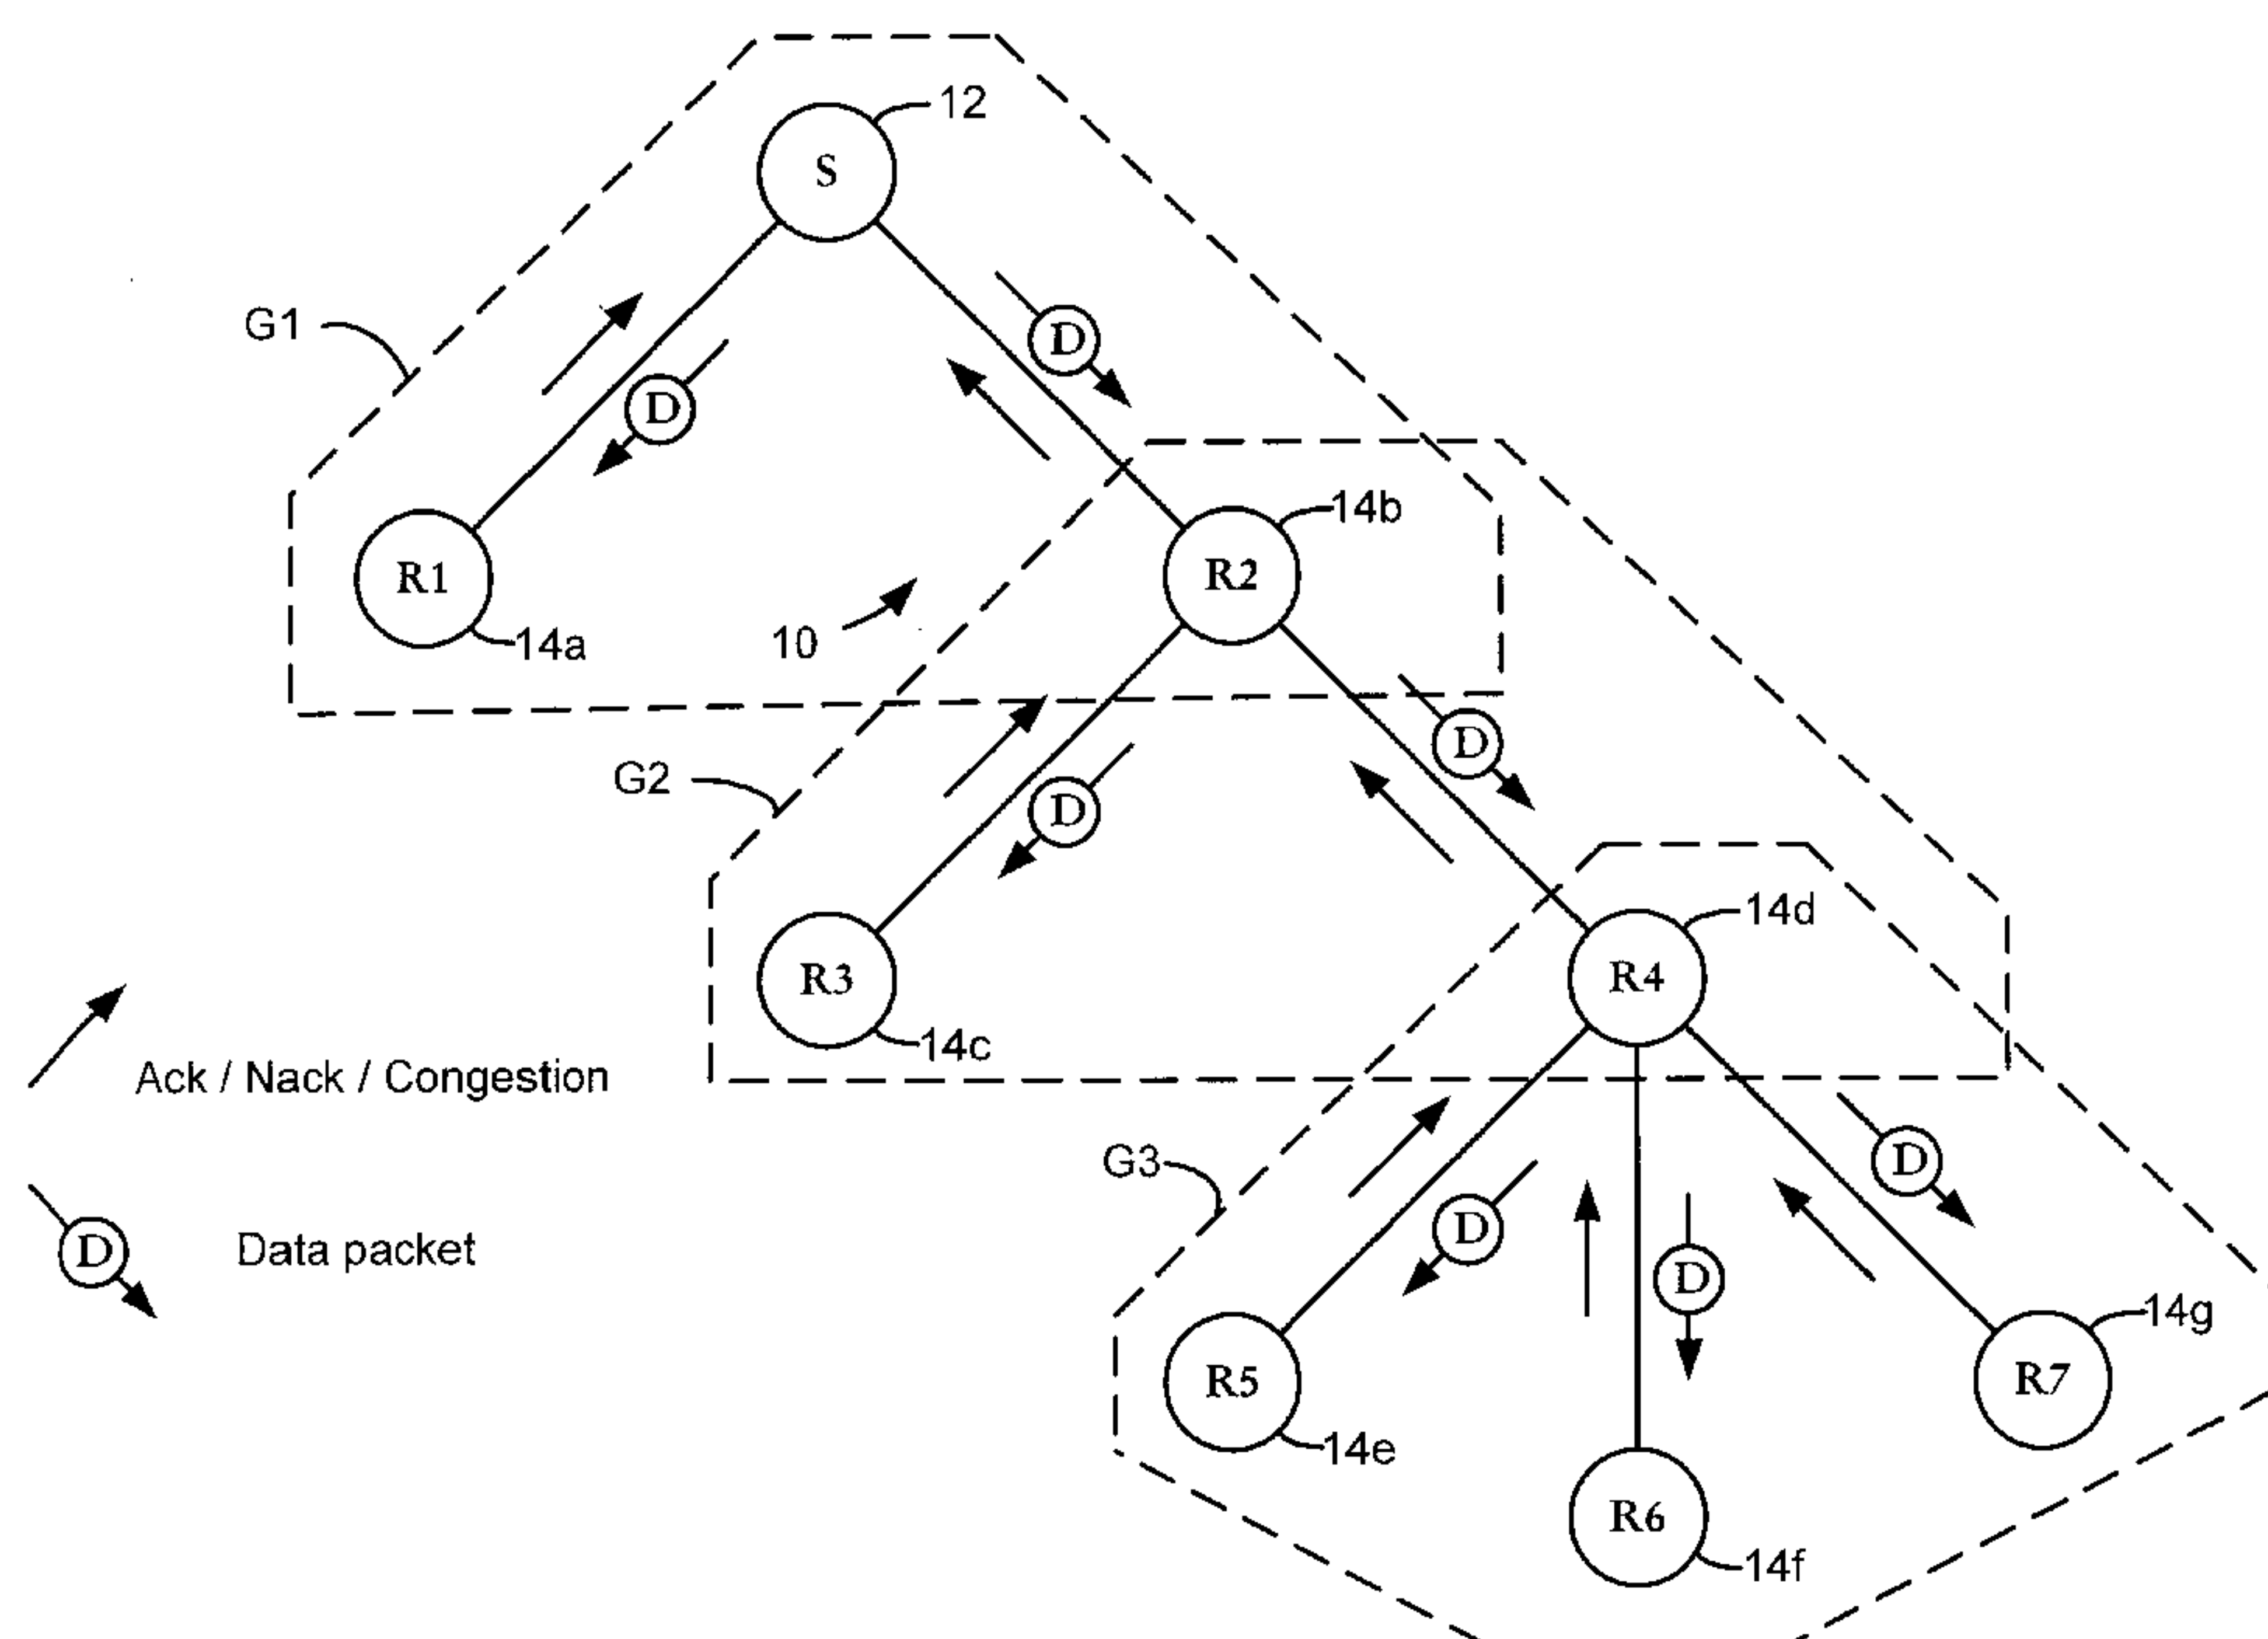 12
S
G1
D
D
14b
R1
R2
14a
10
D
G2
D
14d
R3
R4
14c
Ack / Nack / Congestion
G3
D
D
Data packet
D
D
14g
R5
R7
14e
R6
14f